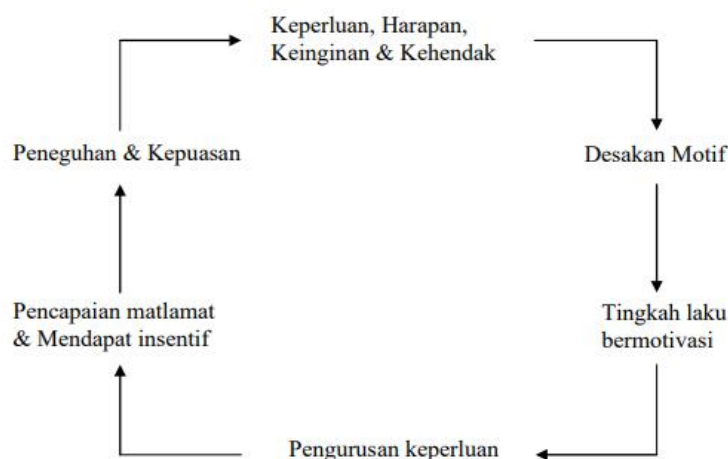 Keperluan, Harapan,
Keinginan & Kehendak
Peneguhan & Kepuasan
Desakan Motif
Pencapaian matlamat
& Mendapat insentif
Tingkah laku
bermotivasi
Pengurusan keperluan